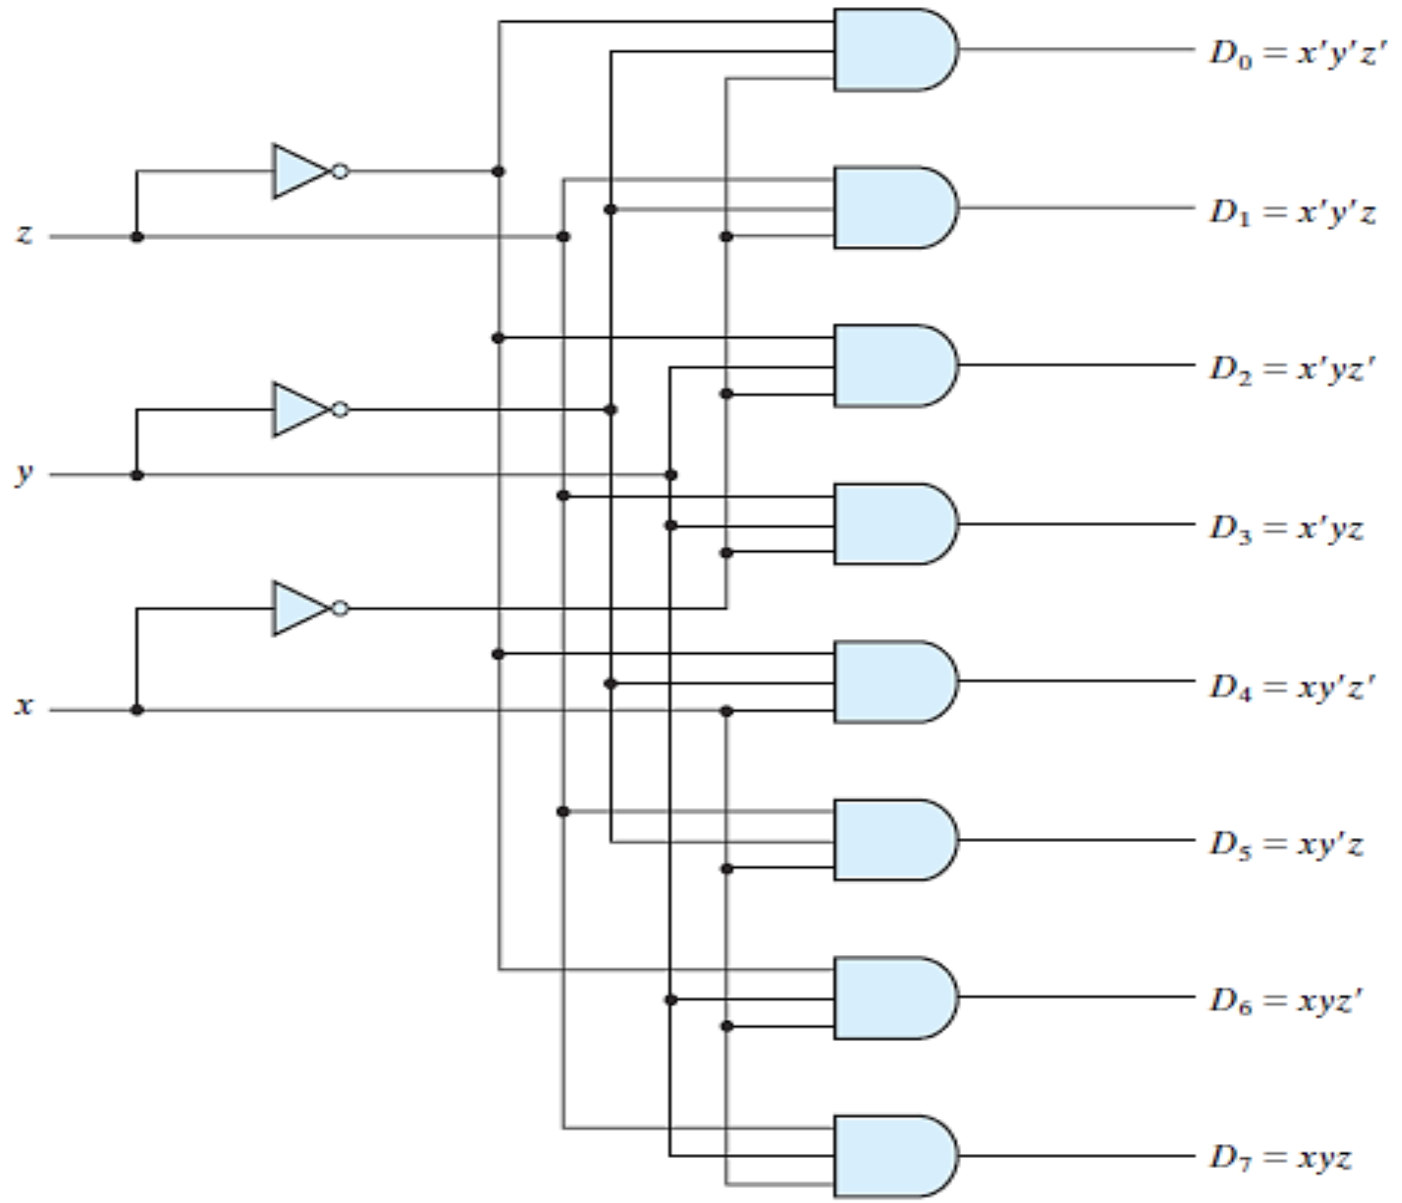 D₀ = x′y′z′
D₁ = x′y′z
z
D₂ = x′yz′
y
D₃ = x′yz
D₄ = xy′z′
x
D₅ = xy′z
D₆ = xyz′
D₇ = xyz